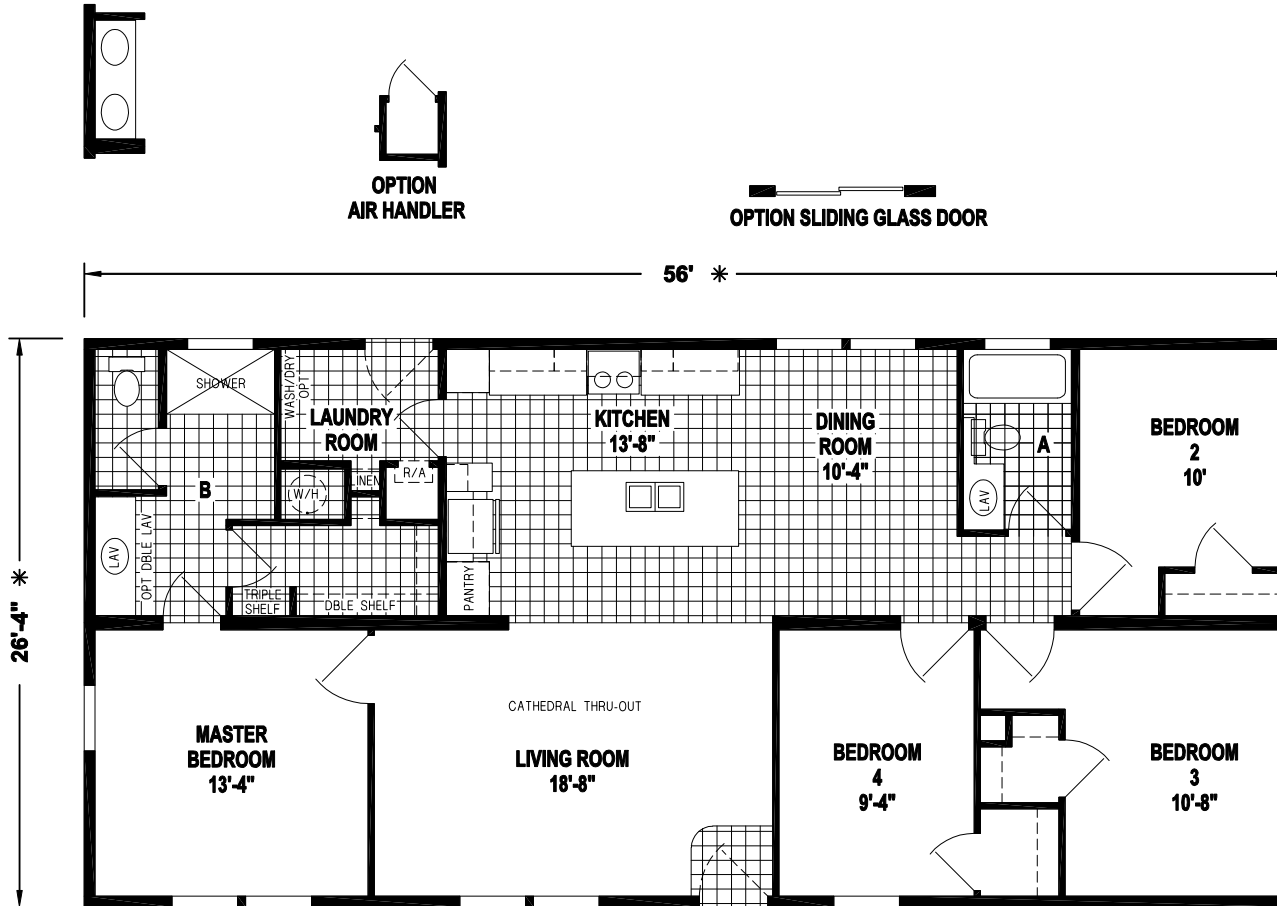 OPTION
AIR HANDLER
OPTION SLIDING GLASS DOOR
56' *
26'-4" *
SHOWER
WASH/DRY
OPT
LAUNDRY
ROOM
KITCHEN
13'-8"
DINING
ROOM
10'-4"
A
BEDROOM
2
10'
B
W/H
LINEN
R/A
LAV
LAV
OPT DBLE LAV
TRIPLE
SHELF
DBLE SHELF
PANTRY
CATHEDRAL THRU-OUT
MASTER
BEDROOM
13'-4"
LIVING ROOM
18'-8"
BEDROOM
4
9'-4"
BEDROOM
3
10'-8"